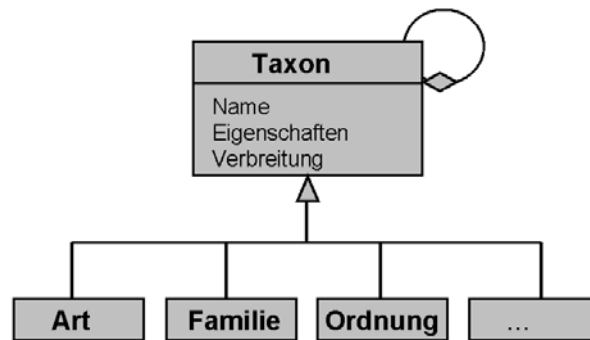 Taxon
Name
Eigenschaften
Verbreitung
Art
Familie
Ordnung
...